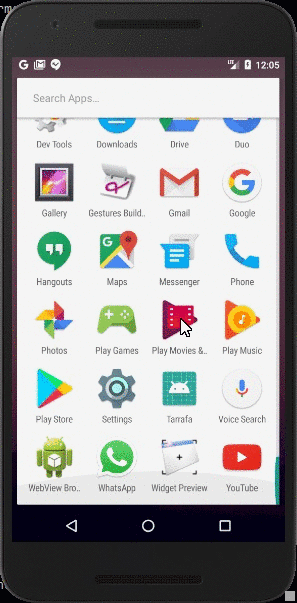 12:05
Search Apps...
Dev Tools Downloads Drive Duo
Gallery Gestures Build.. Gmail Google
Hangouts Maps Messenger Phone
Photos Play Games Play Movies &.. Play Music
Play Store Settings Tarrafa Voice Search
WebView Bro.. WhatsApp Widget Preview YouTube